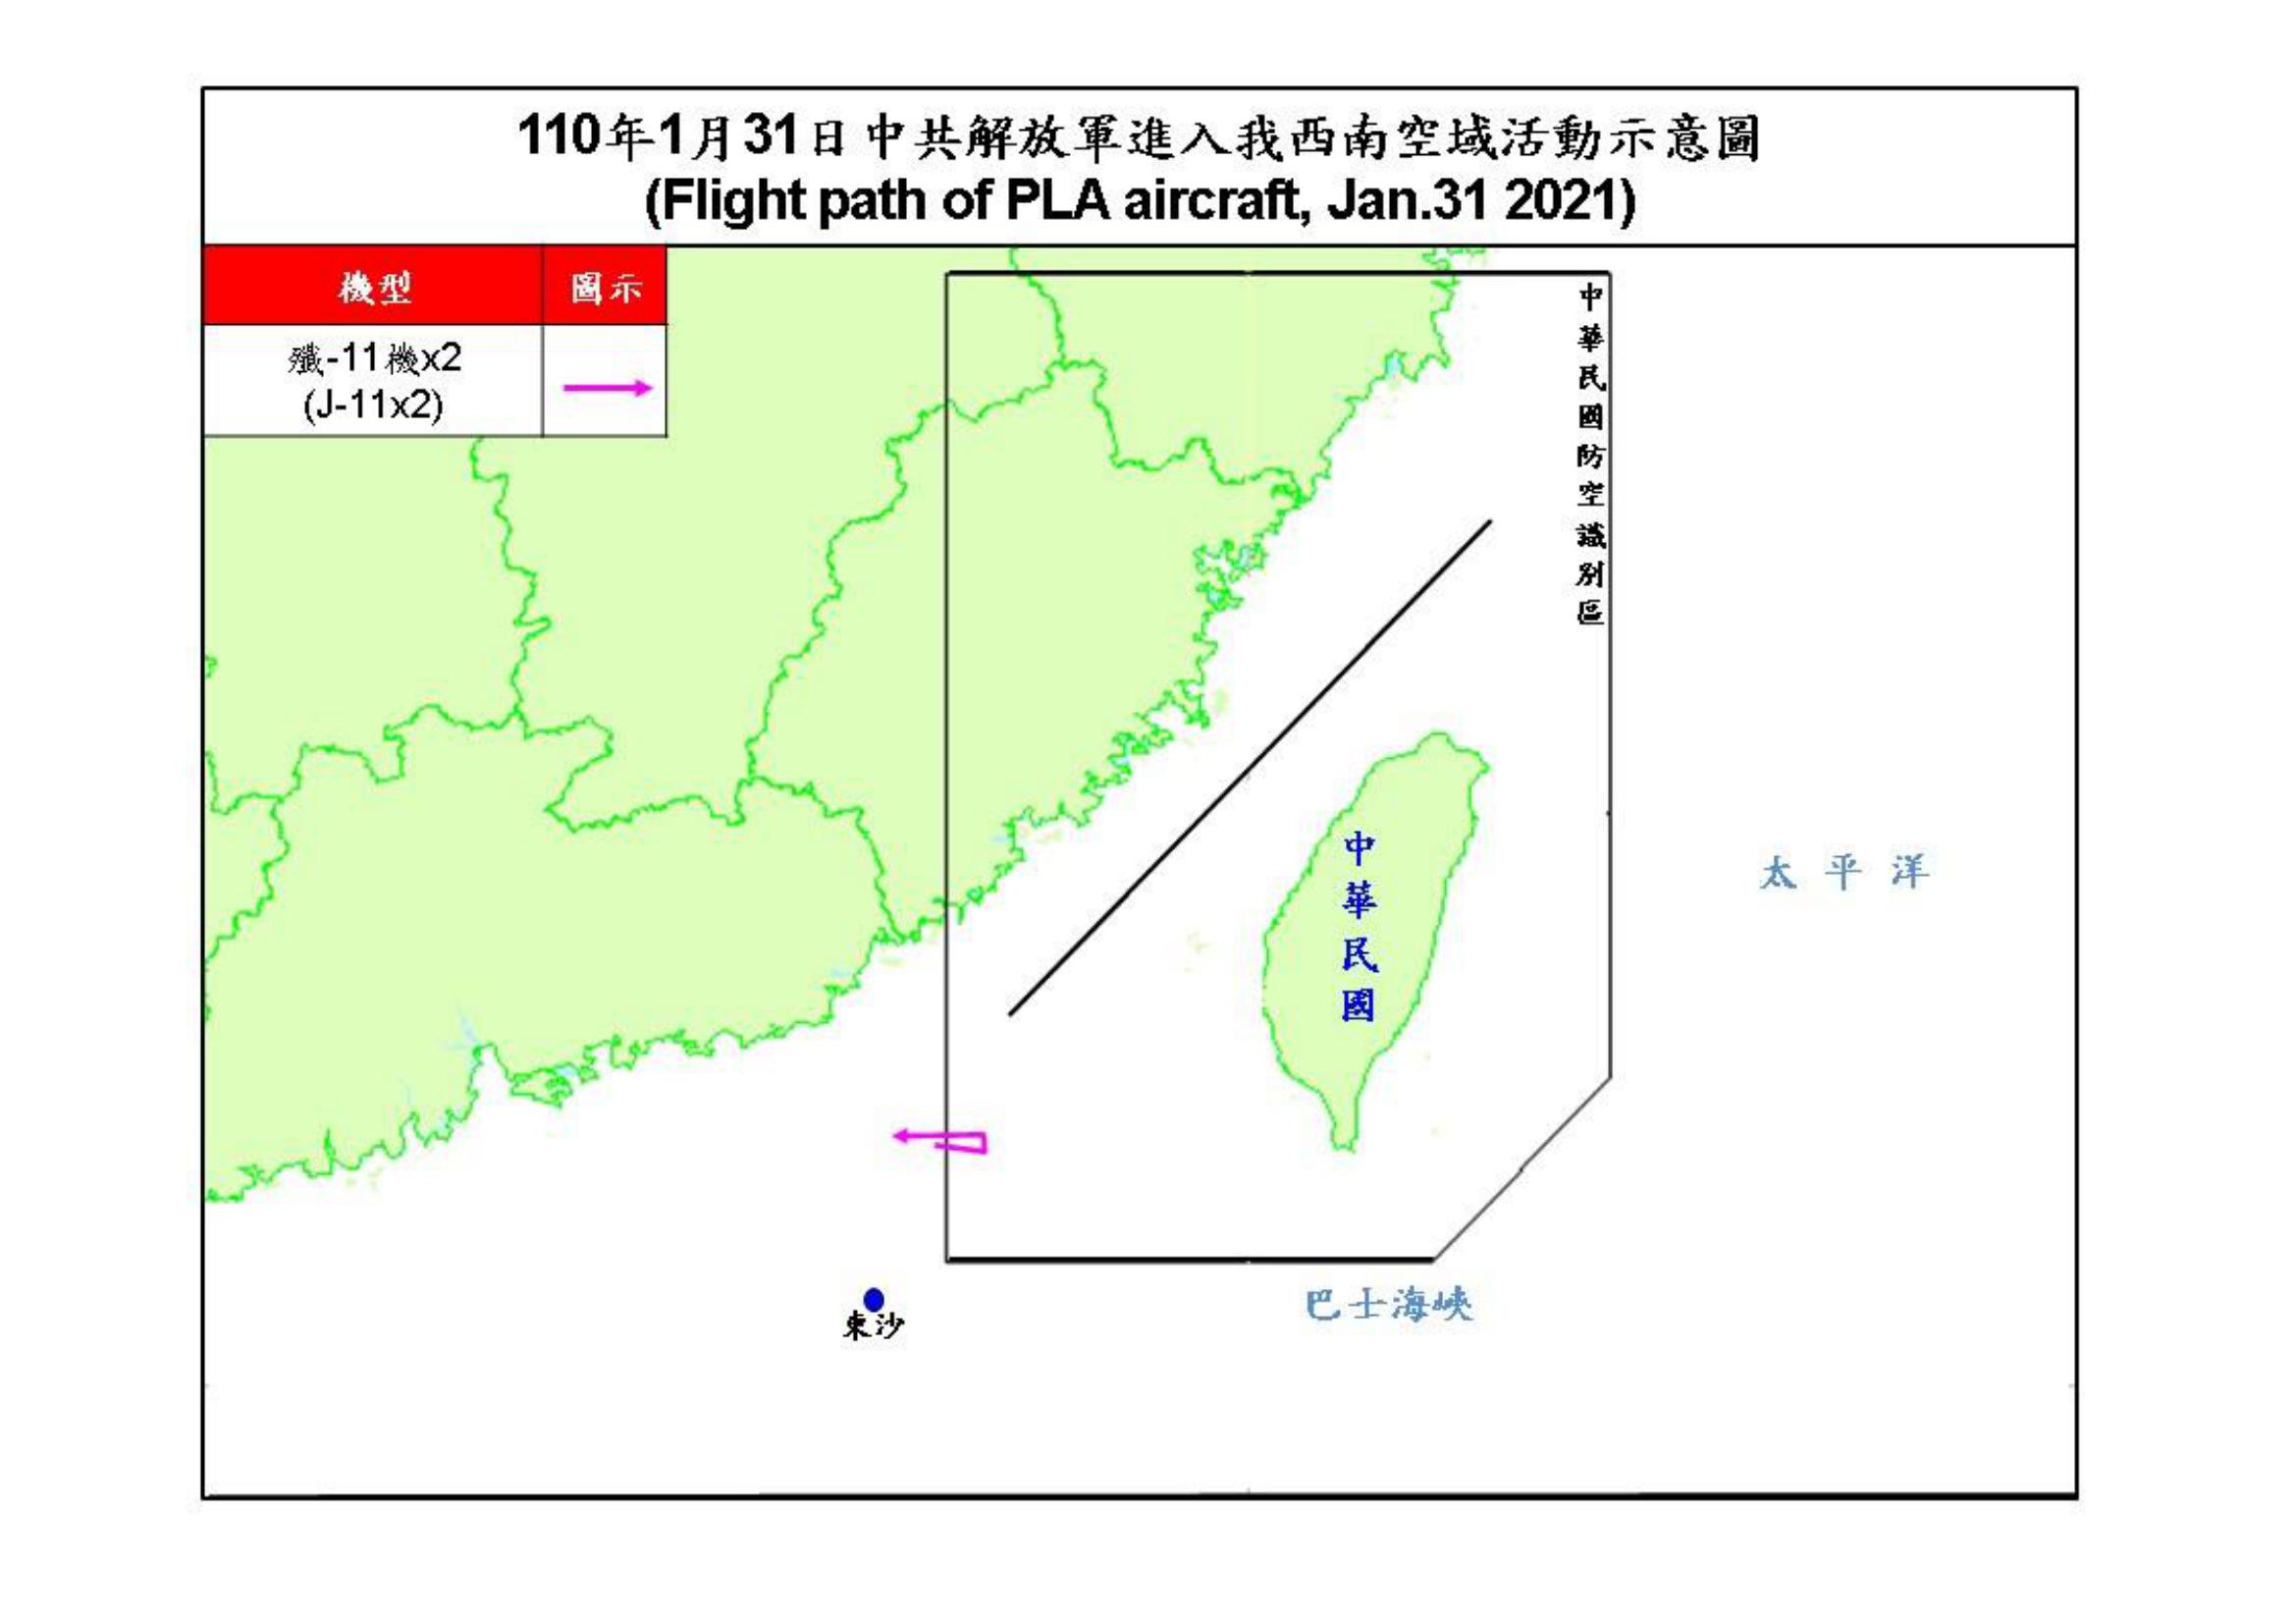 110年1月31日中共解放軍進入我西南空域活動示意圖
(Flight path of PLA aircraft, Jan.31 2021)
機型
圖示
殲-11機x2
(J-11x2)
中華民國防空識別區
中華民國
太平洋
巴士海峽
東沙